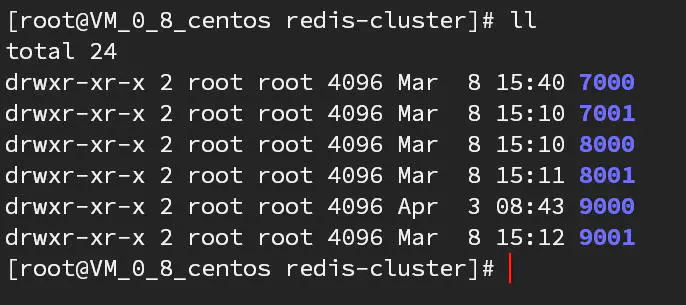 [root@VM_0_8_centos redis-cluster]# ll
total 24
drwxr-xr-x 2 root root 4096 Mar  8 15:40 7000
drwxr-xr-x 2 root root 4096 Mar  8 15:10 7001
drwxr-xr-x 2 root root 4096 Mar  8 15:10 8000
drwxr-xr-x 2 root root 4096 Mar  8 15:11 8001
drwxr-xr-x 2 root root 4096 Apr  3 08:43 9000
drwxr-xr-x 2 root root 4096 Mar  8 15:12 9001
[root@VM_0_8_centos redis-cluster]#